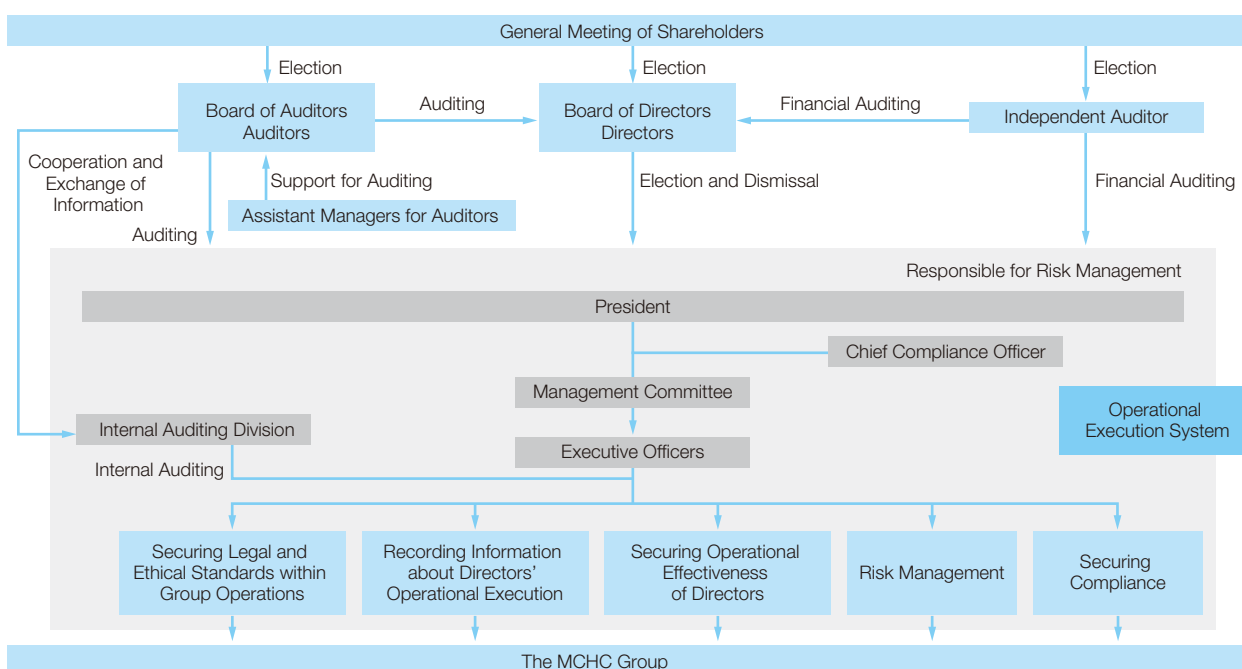 General Meeting of Shareholders
Election
Election
Election
Board of Auditors
Auditors
Auditing
Board of Directors
Directors
Financial Auditing
Independent Auditor
Cooperation and
Exchange of
Information
Support for Auditing
Election and Dismissal
Financial Auditing
Assistant Managers for Auditors
Auditing
Responsible for Risk Management
President
Chief Compliance Officer
Management Committee
Operational
Execution System
Internal Auditing Division
Executive Officers
Internal Auditing
Securing Legal and
Ethical Standards within
Group Operations
Recording Information
about Directors’
Operational Execution
Securing Operational
Effectiveness
of Directors
Risk Management
Securing
Compliance
The MCHC Group